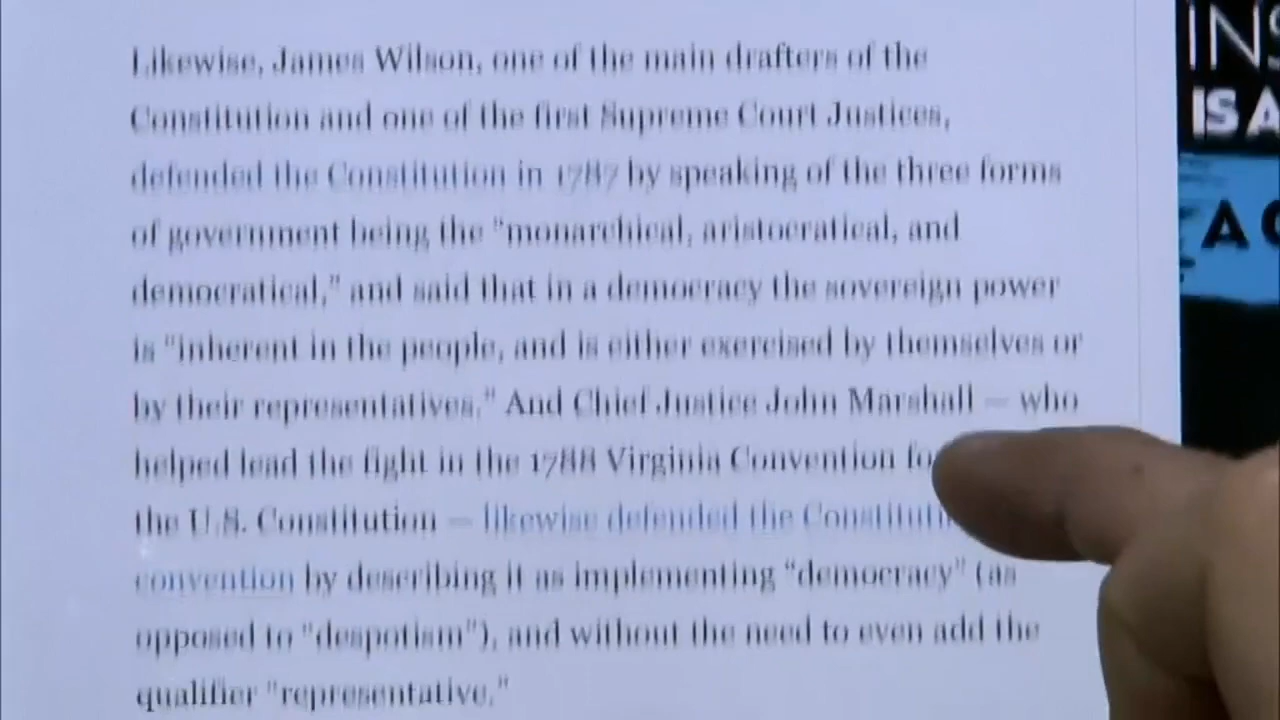 Likewise, James Wilson, one of the main drafters of the
Constitution and one of the first Supreme Court Justices,
defended the Constitution in 1787 by speaking of the three forms
of government being the "monarchical, aristocratical, and
democratical," and said that in a democracy the sovereign power
is "inherent in the people, and is either exercised by themselves or
by their representatives." And Chief Justice John Marshall — who
helped lead the fight in the 1788 Virginia Convention
the U.S. Constitution — likewise defended the
convention by describing it as implementing "democracy" (as
opposed to "despotism"), and without the need to even add the
qualifier "representative."
IS A
A